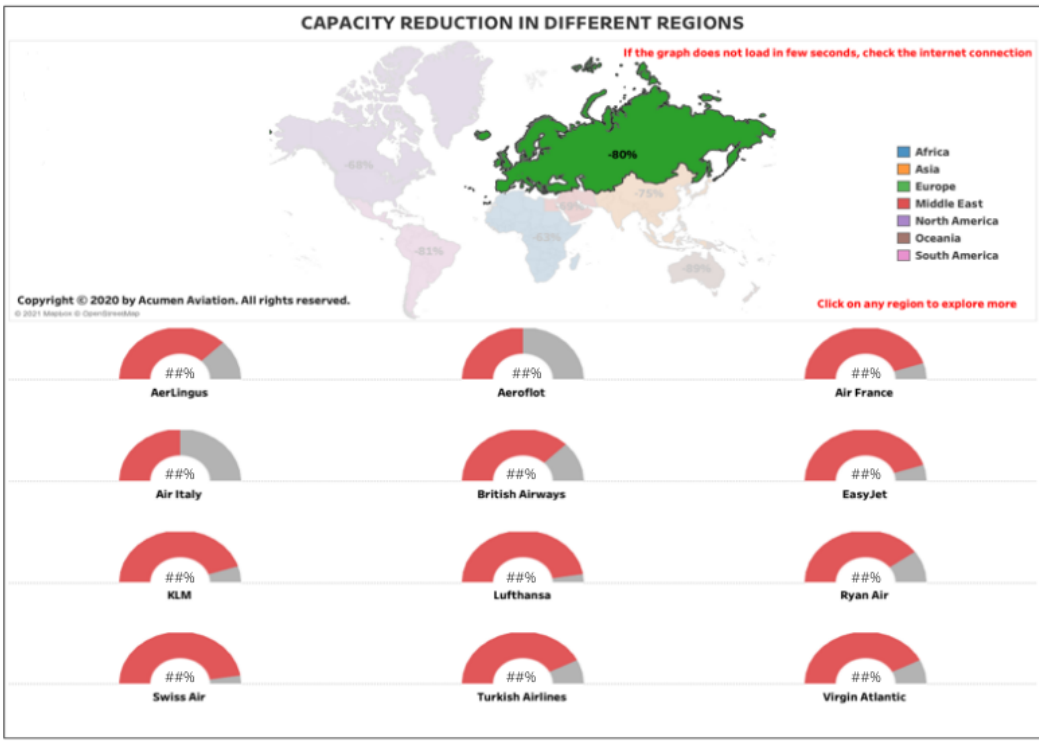 CAPACITY REDUCTION IN DIFFERENT REGIONS
If the graph does not load in few seconds, check the internet connection
-80%
-68%
-75%
-63%
-81%
-89%
Africa
Asia
Europe
Middle East
North America
Oceania
South America
Copyright © 2020 by Acumen Aviation. All rights reserved.
© 2021 Mapbox © OpenStreetMap
Click on any region to explore more
##% ##% ##%
AerLingus Aeroflot Air France
##% ##% ##%
Air Italy British Airways EasyJet
##% ##% ##%
KLM Lufthansa Ryan Air
##% ##% ##%
Swiss Air Turkish Airlines Virgin Atlantic